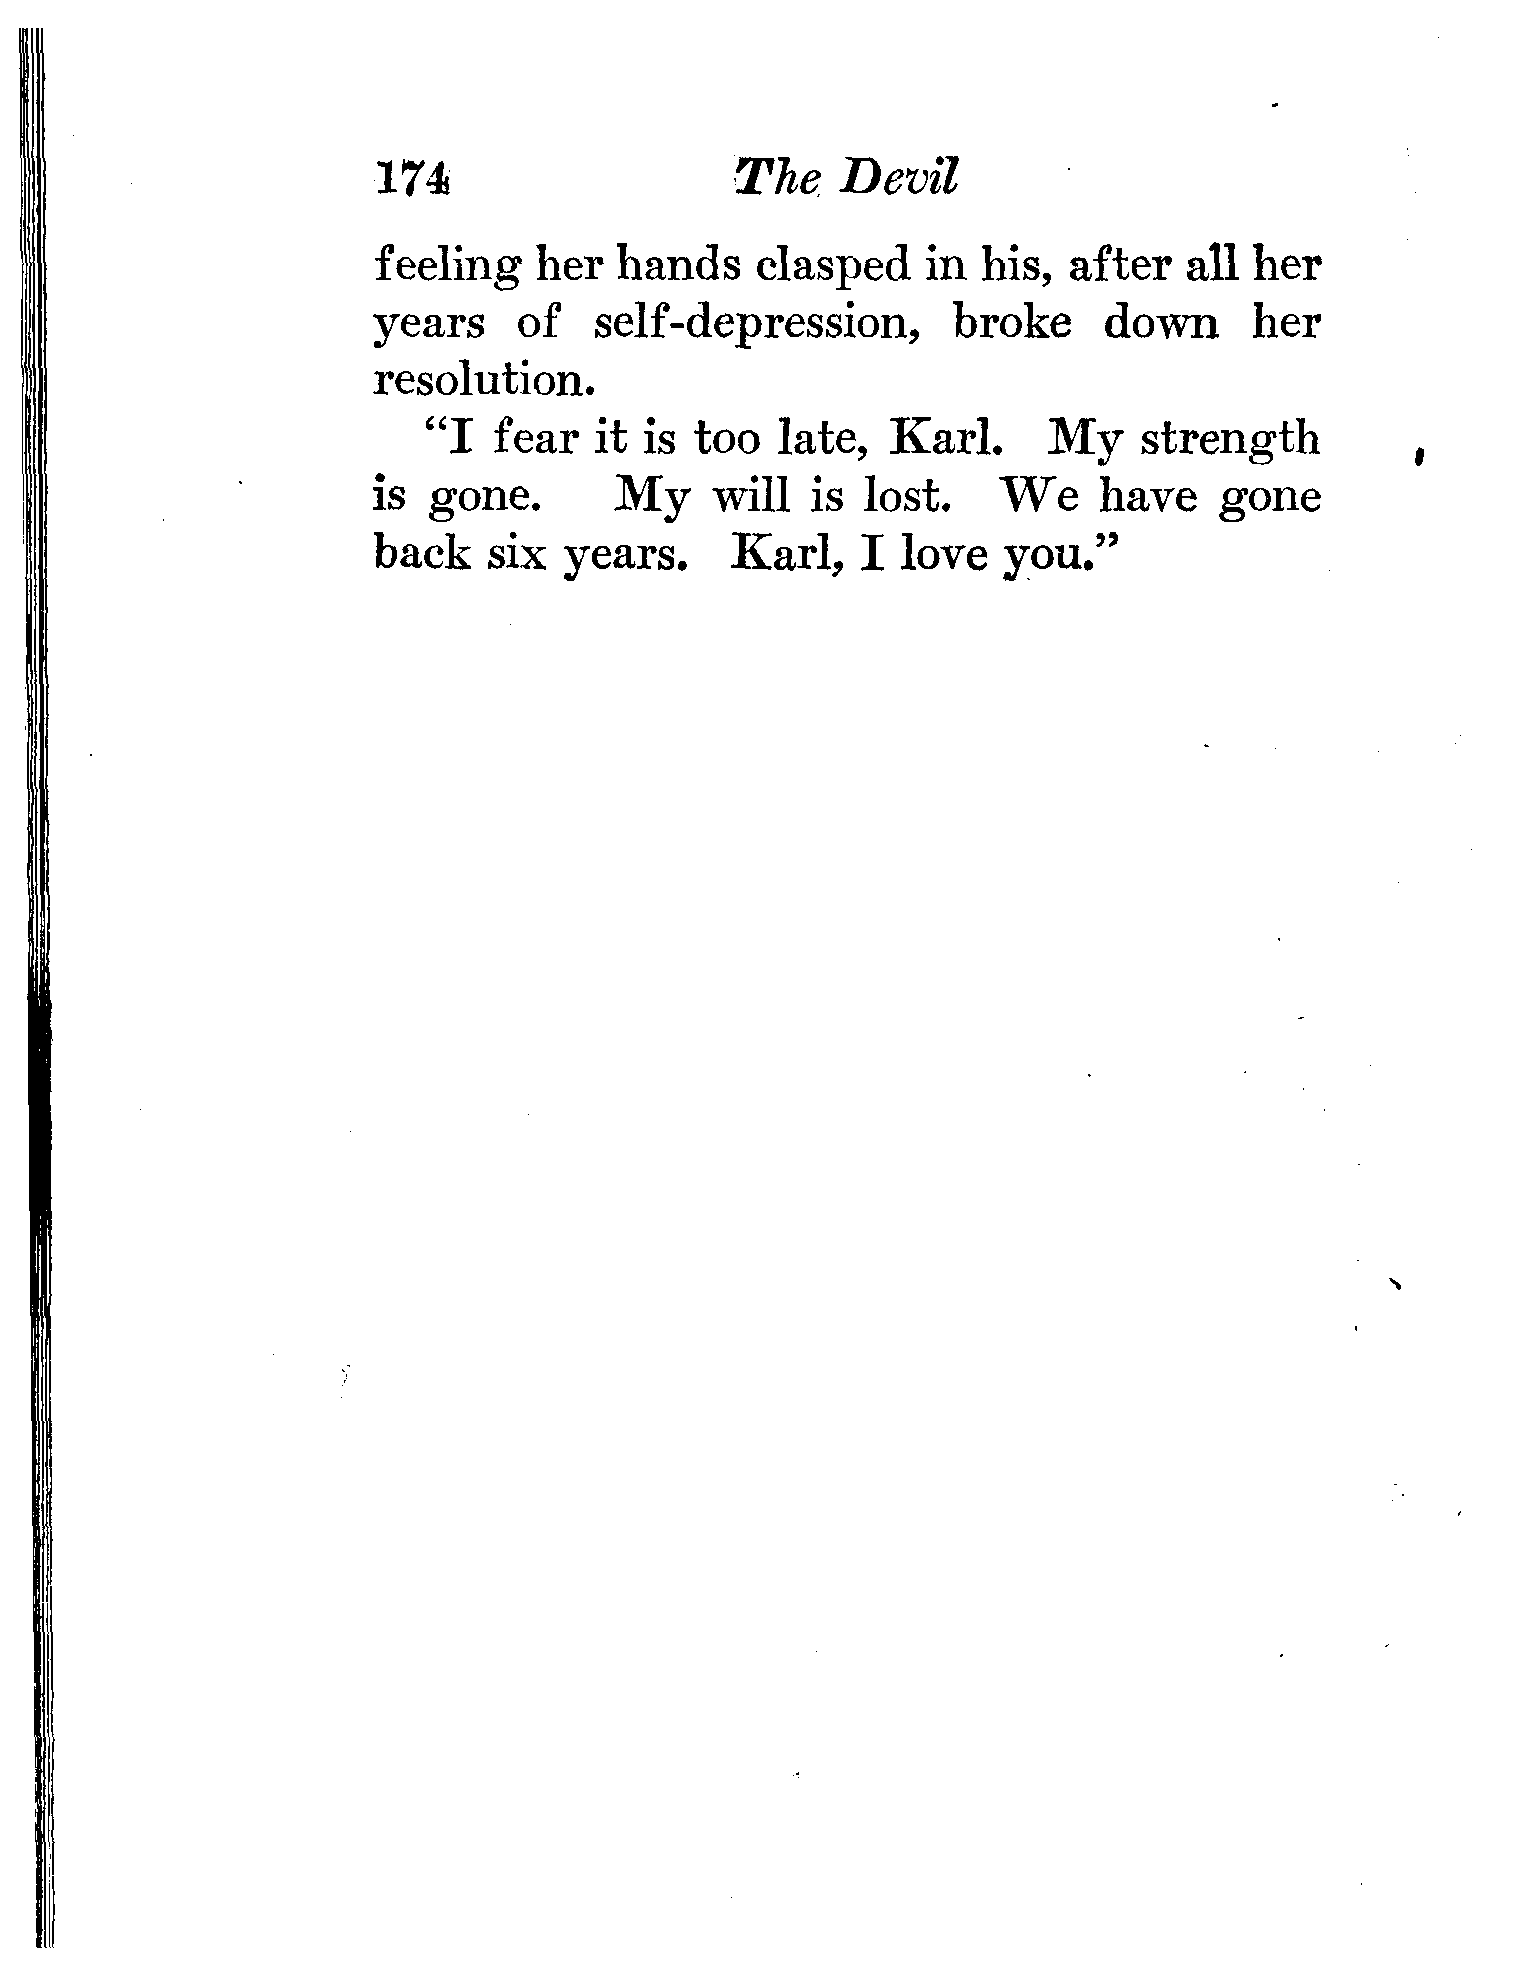 174 The Devil
feeling her hands clasped in his, after all her
years of self-depression, broke down her
resolution.
"I fear it is too late, Karl. My strength
is gone. My will is lost. We have gone
back six years. Karl, I love you."